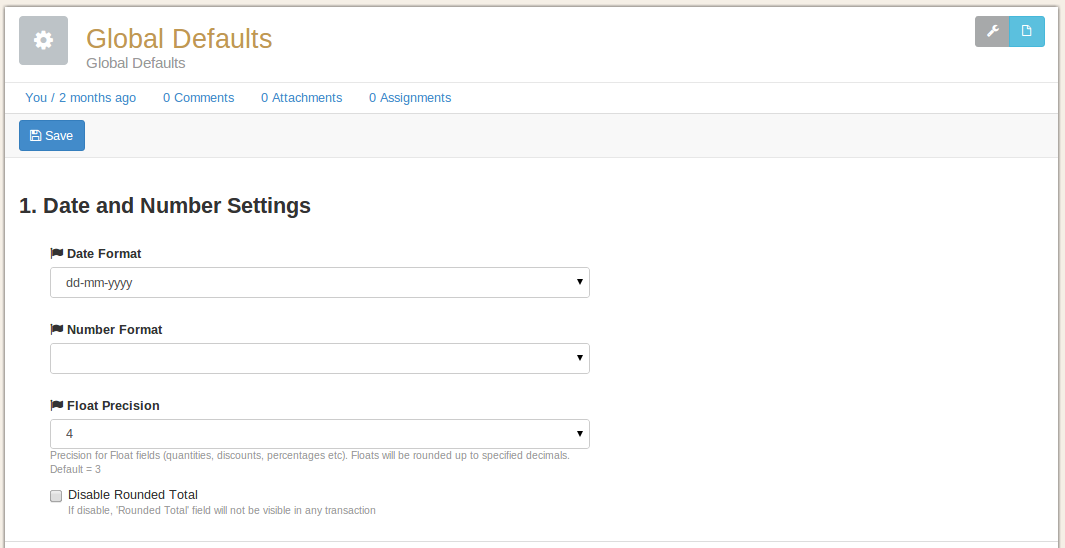 Global Defaults
Global Defaults
You / 2 months ago 0 Comments 0 Attachments 0 Assignments
Save
1. Date and Number Settings
Date Format
dd-mm-yyyy
Number Format
Float Precision
4
Precision for Float fields (quantities, discounts, percentages etc). Floats will be rounded up to specified decimals.
Default = 3
Disable Rounded Total
If disable, 'Rounded Total' field will not be visible in any transaction